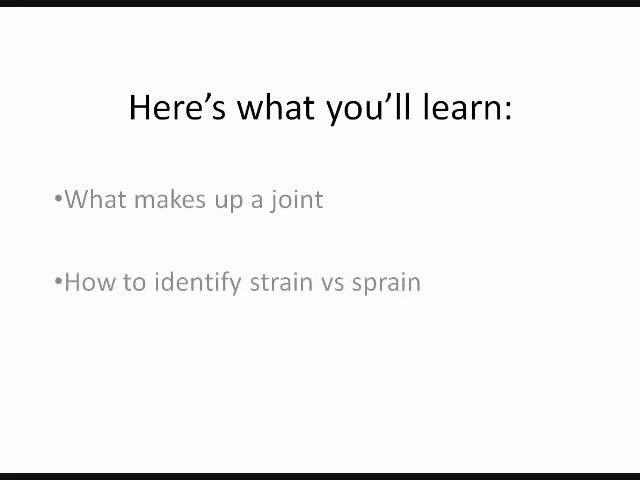 Here’s what you’ll learn:
•What makes up a joint
•How to identify strain vs sprain